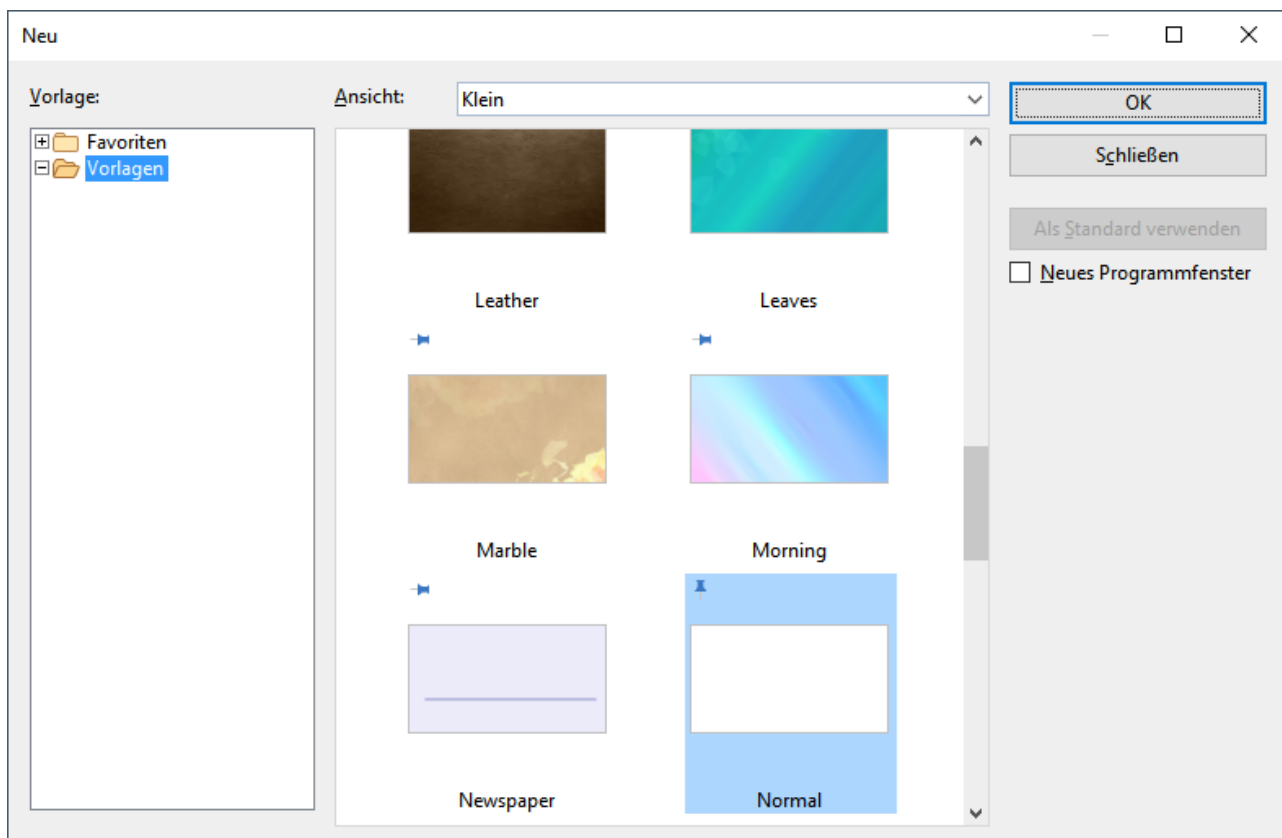 Neu
Vorlage:
Ansicht:
Klein
OK
Favoriten
Vorlagen
Schließen
Als Standard verwenden
Neues Programmfenster
Leather
Leaves
Marble
Morning
Newspaper
Normal